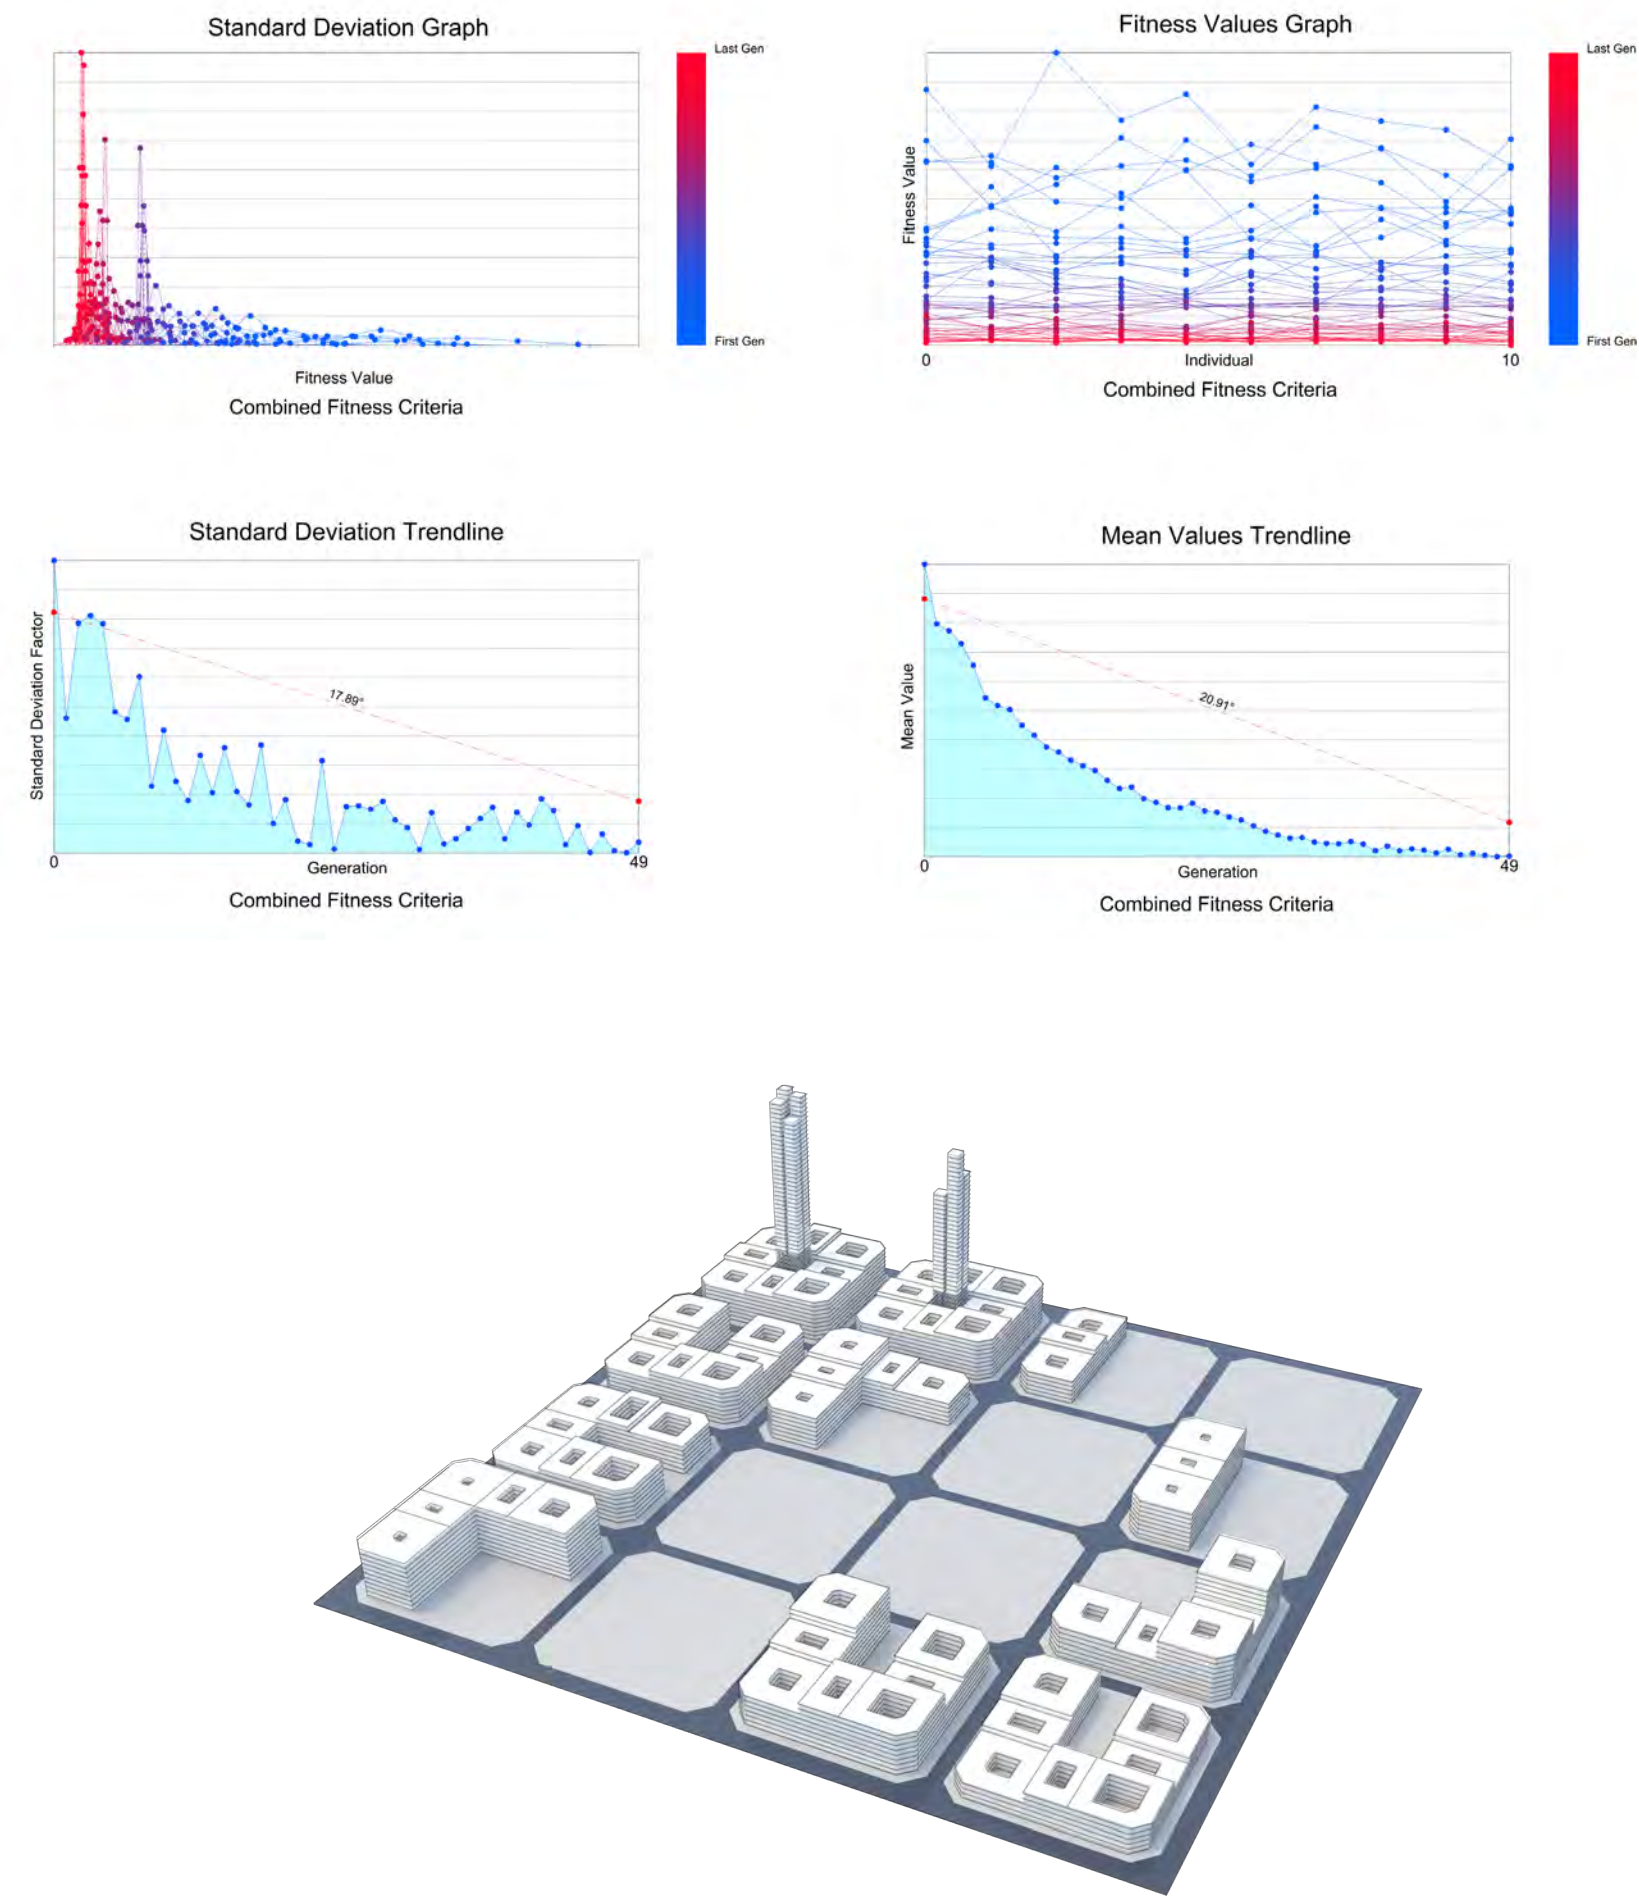 Standard Deviation Graph
Last Gen
First Gen
Fitness Value
Combined Fitness Criteria
Fitness Values Graph
Last Gen
Fitness Value
First Gen
0
Individual
10
Combined Fitness Criteria
Standard Deviation Trendline
Standard Deviation Factor
17.89°
0
Generation
49
Combined Fitness Criteria
Mean Values Trendline
Mean Value
20.91°
0
Generation
49
Combined Fitness Criteria